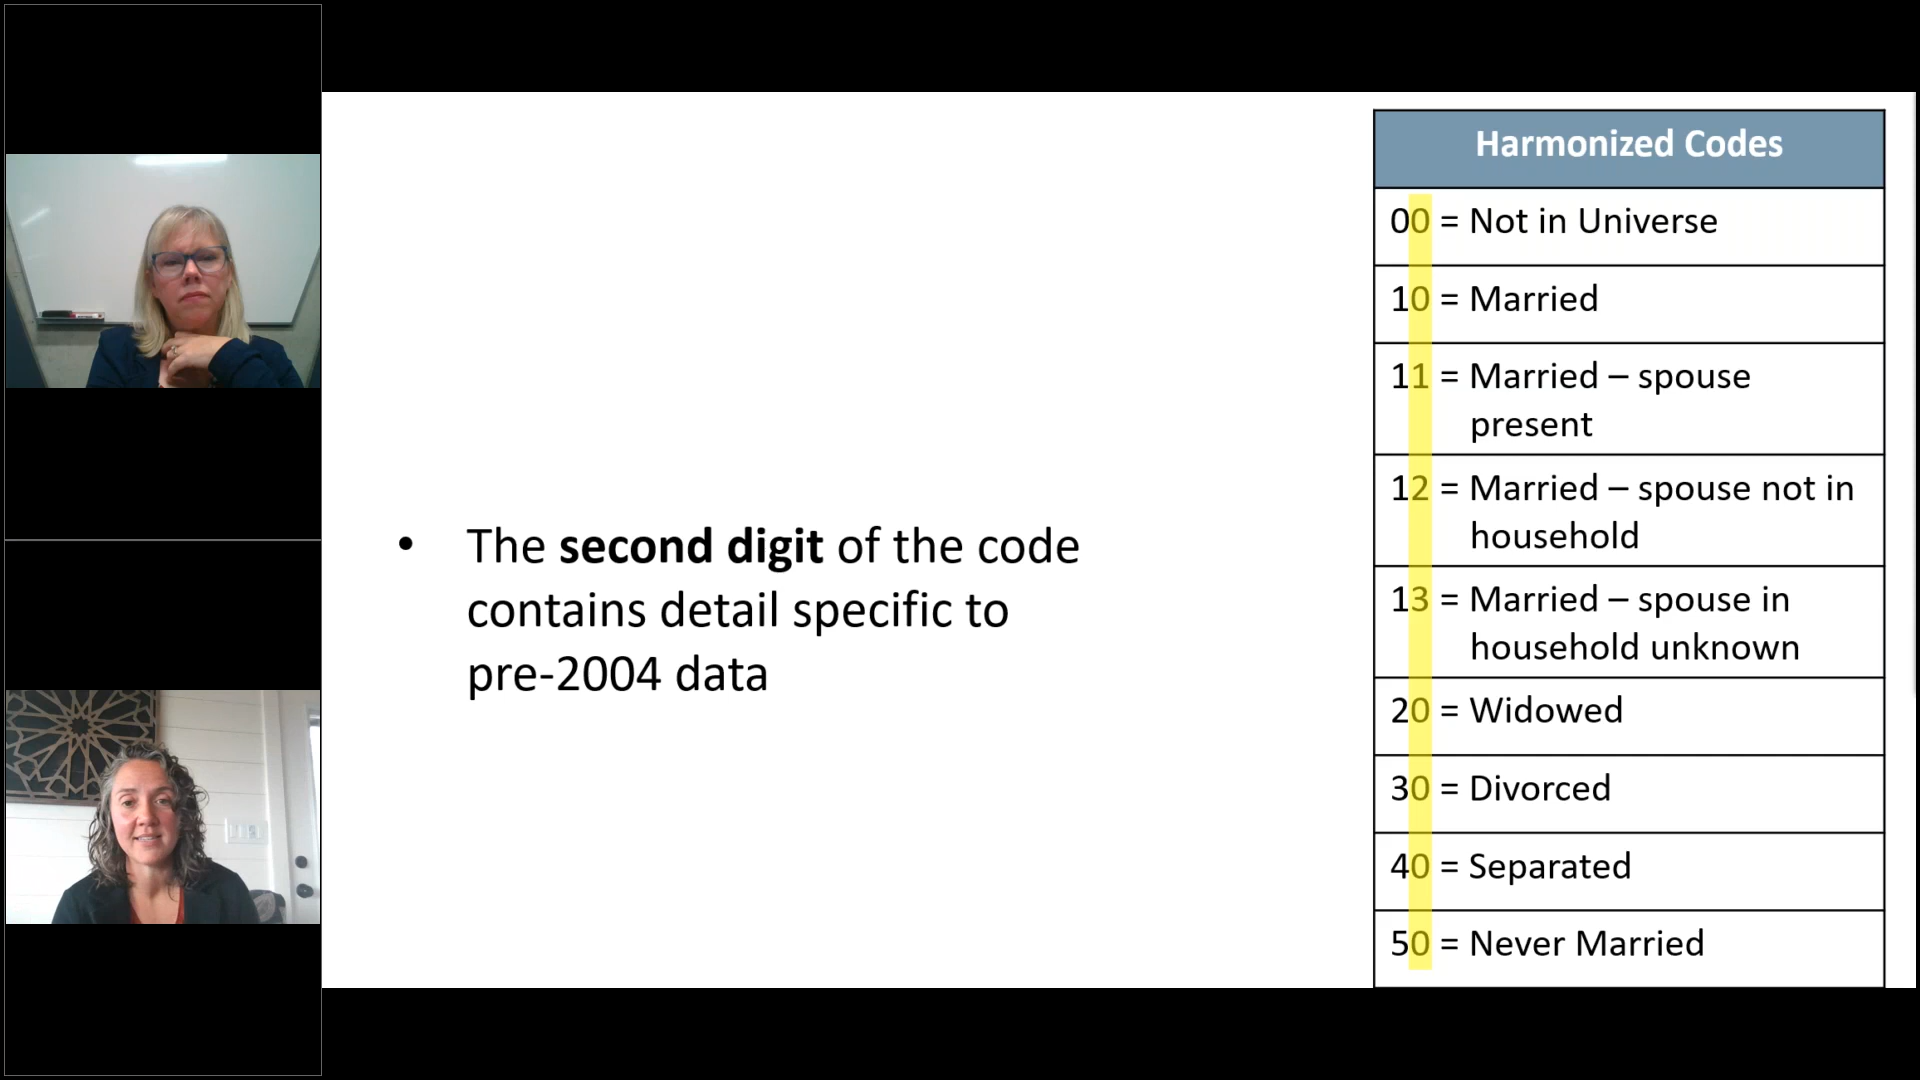 • The second digit of the code
contains detail specific to
pre-2004 data
Harmonized Codes
00 = Not in Universe
10 = Married
11 = Married – spouse
present
12 = Married – spouse not in
household
13 = Married – spouse in
household unknown
20 = Widowed
30 = Divorced
40 = Separated
50 = Never Married